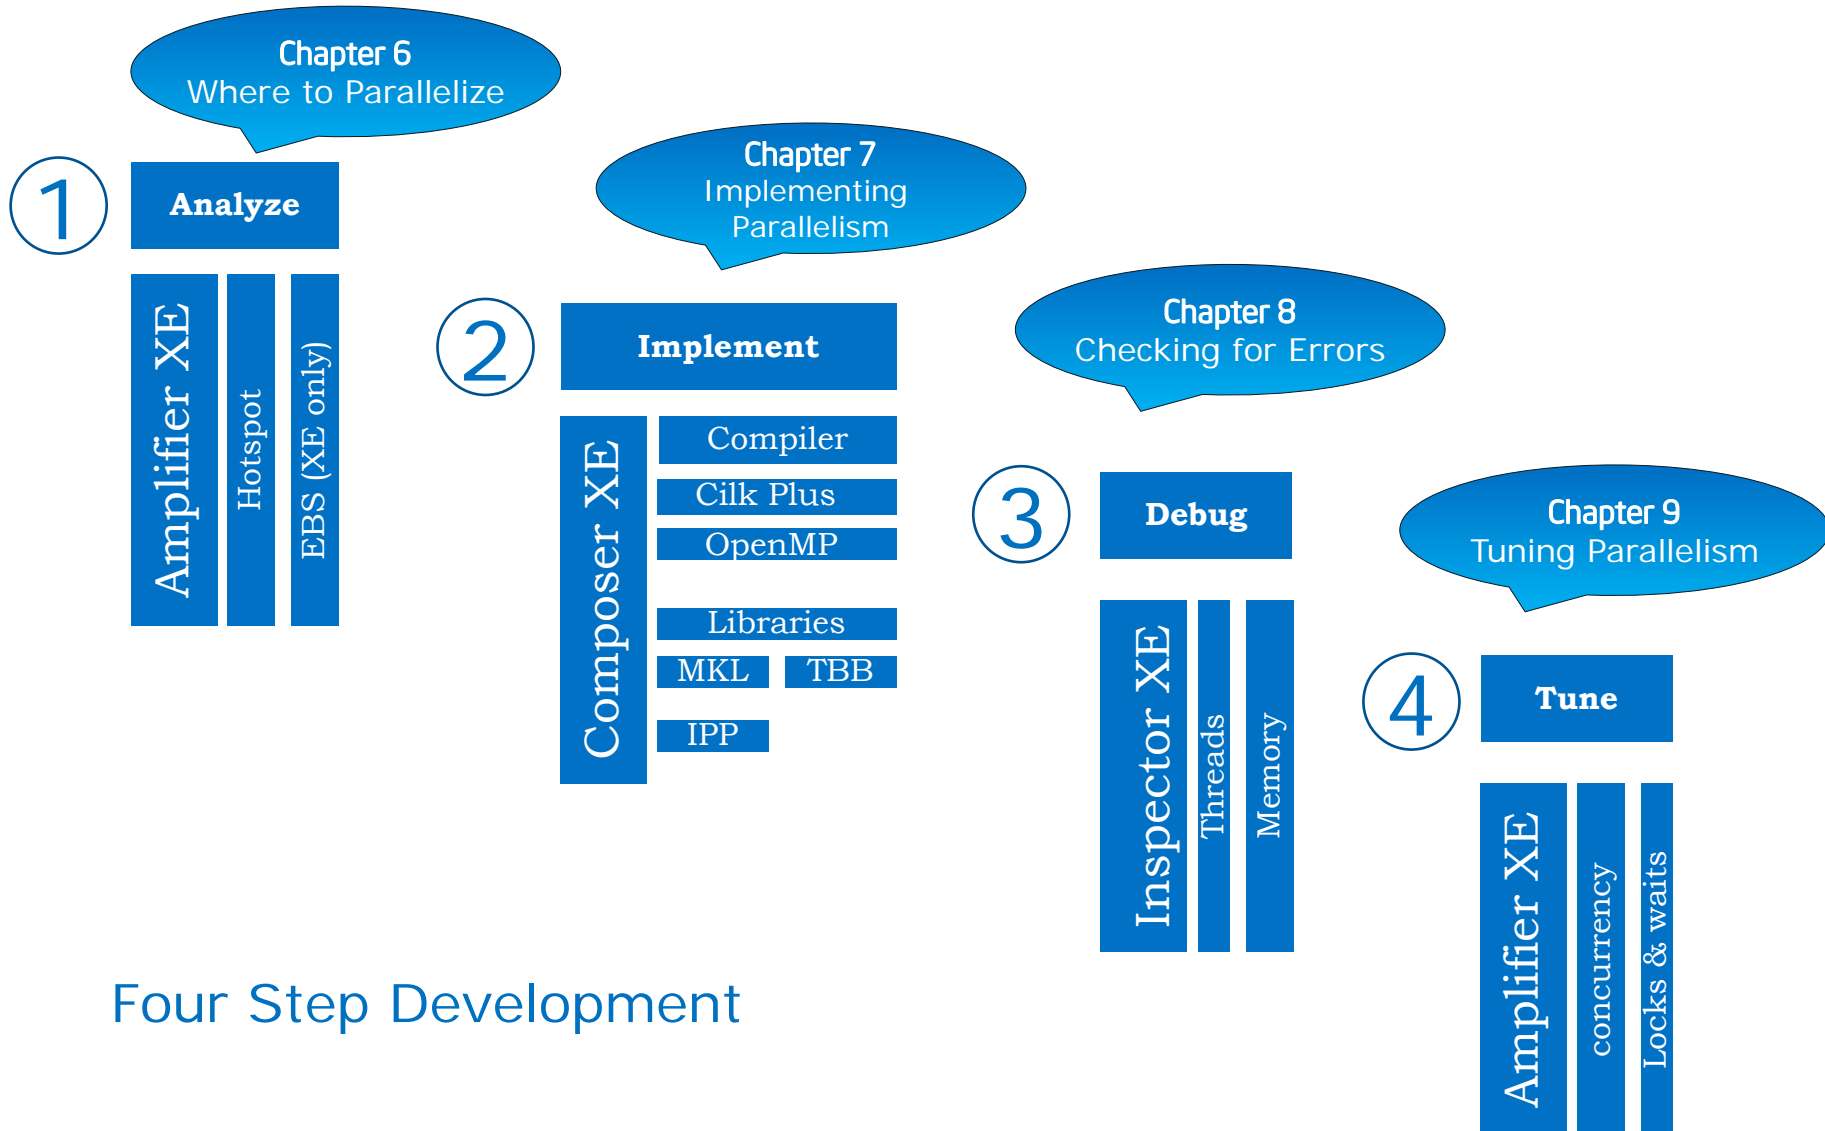 Chapter 6
Where to Parallelize
1
Analyze
Amplifier XE
Hotspot
EBS (XE only)
Chapter 7
Implementing
Parallelism
2
Implement
Composer XE
Compiler
Cilk Plus
OpenMP
Libraries
MKL
TBB
IPP
Chapter 8
Checking for Errors
3
Debug
Inspector XE
Threads
Memory
Chapter 9
Tuning Parallelism
4
Tune
Amplifier XE
concurrency
Locks & waits
Four Step Development